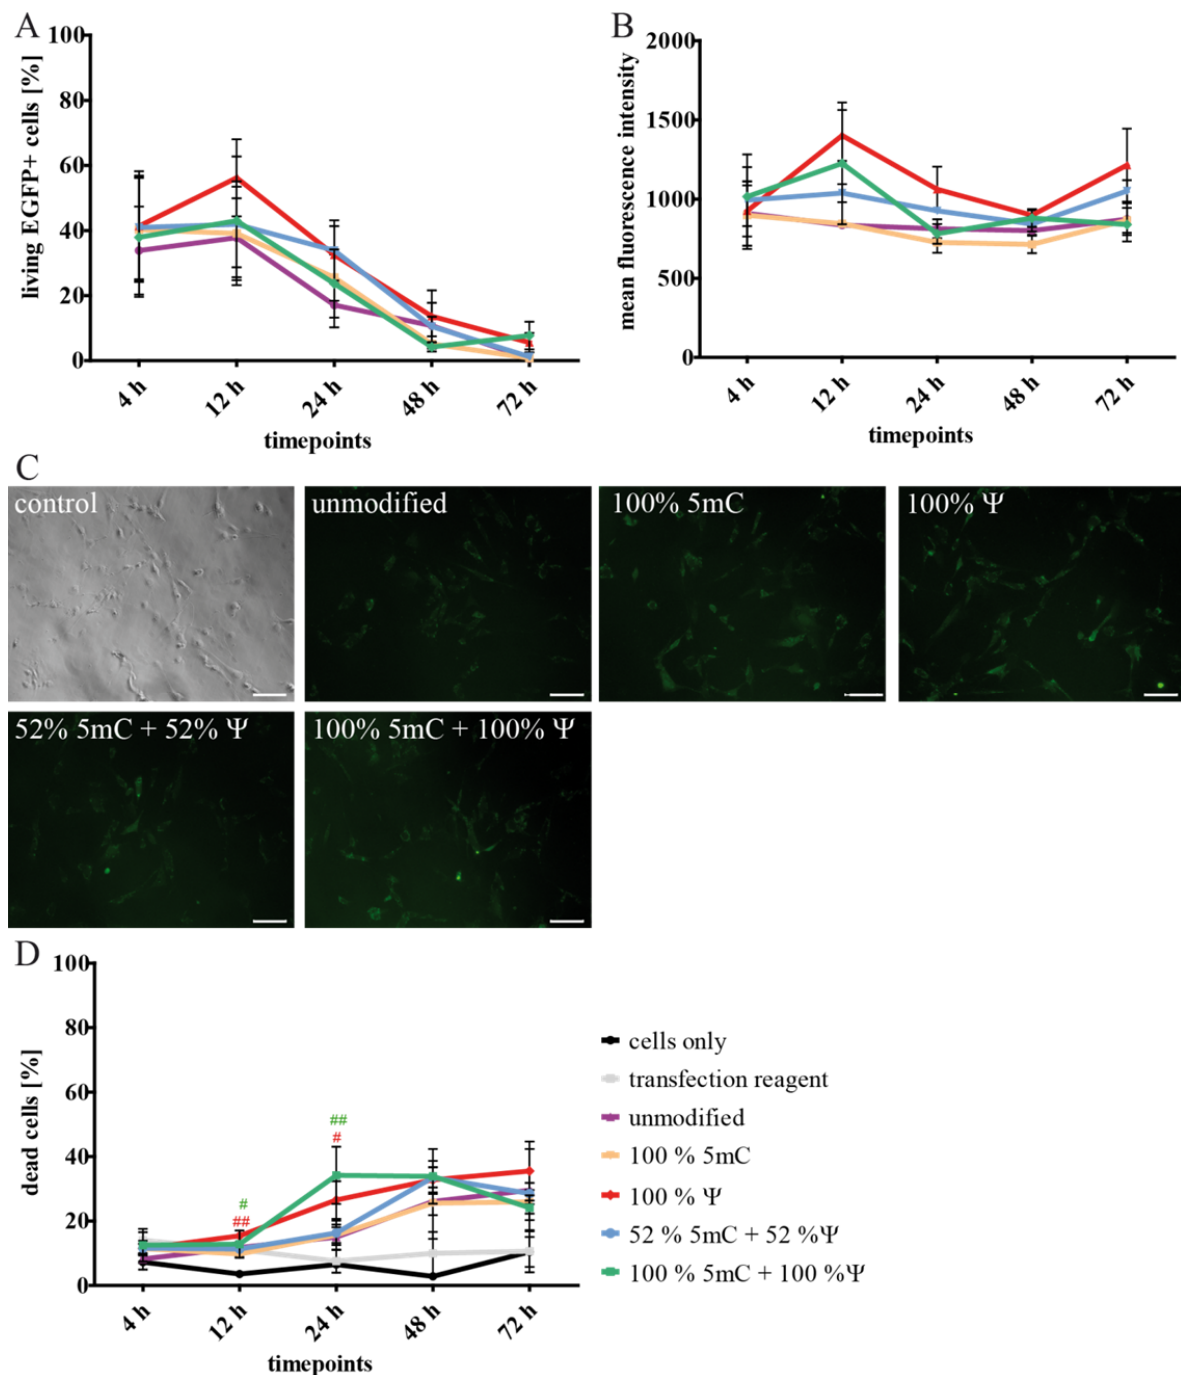 A
living EGFP+ cells [%]
100
80
60
40
20
0
4 h
12 h
24 h
48 h
72 h
timepoints
B
mean fluorescence intensity
2000
1500
1000
500
0
4 h
12 h
24 h
48 h
72 h
timepoints
C
control
unmodified
100% 5mC
100% Ψ
52% 5mC + 52% Ψ
100% 5mC + 100% Ψ
D
dead cells [%]
100
80
60
40
20
0
##
#
#
##
4 h
12 h
24 h
48 h
72 h
timepoints
cells only
transfection reagent
unmodified
100 % 5mC
100 % Ψ
52 % 5mC + 52 %Ψ
100 % 5mC + 100 %Ψ